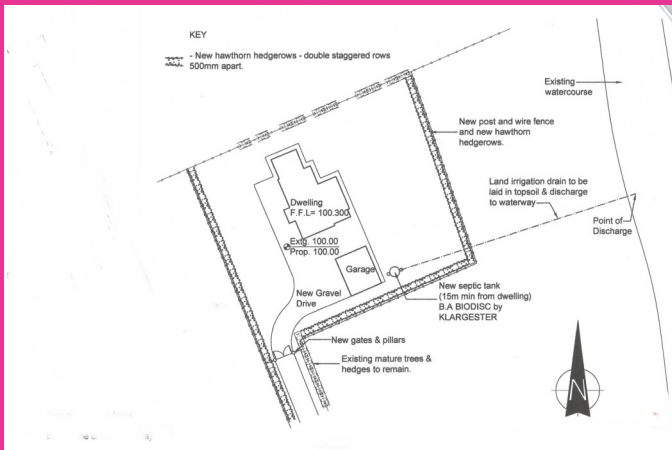 KEY
- New hawthorn hedgerows - double staggered rows
500mm apart.
Existing
watercourse
New post and wire fence
and new hawthorn
hedgerows.
Land irrigation drain to be
laid in topsoil & discharge
to waterway
Point of
Discharge
Dwelling
F.F.L= 100.300
Extg. 100.00
Prop. 100.00
Garage
New Gravel
Drive
New septic tank
(15m min from dwelling)
B.A BIODISC by
KLARGESTER
New gates & pillars
Existing mature trees &
hedges to remain.
N